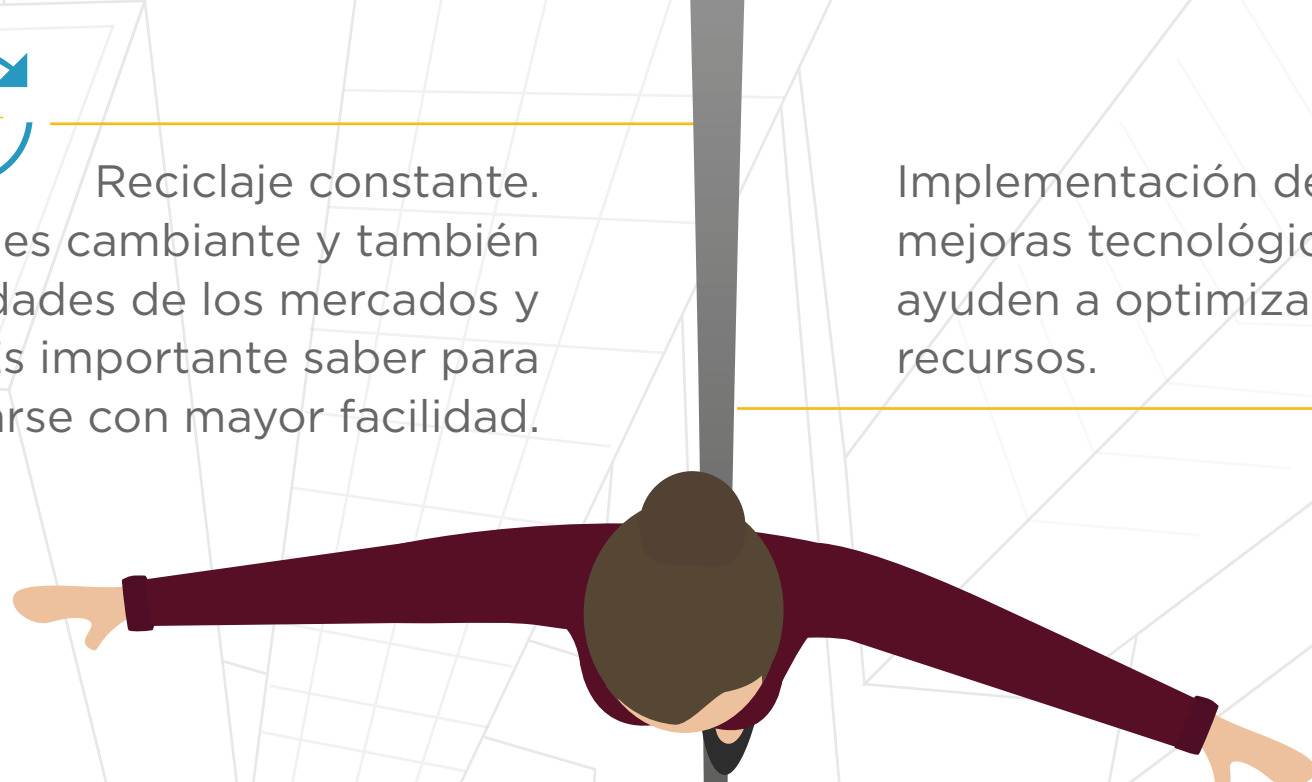 Reciclaje constante.
es cambiante y también
dades de los mercados y
importante saber para
arse con mayor facilidad.
Implementación de
mejoras tecnológic
ayuden a optimiza
recursos.